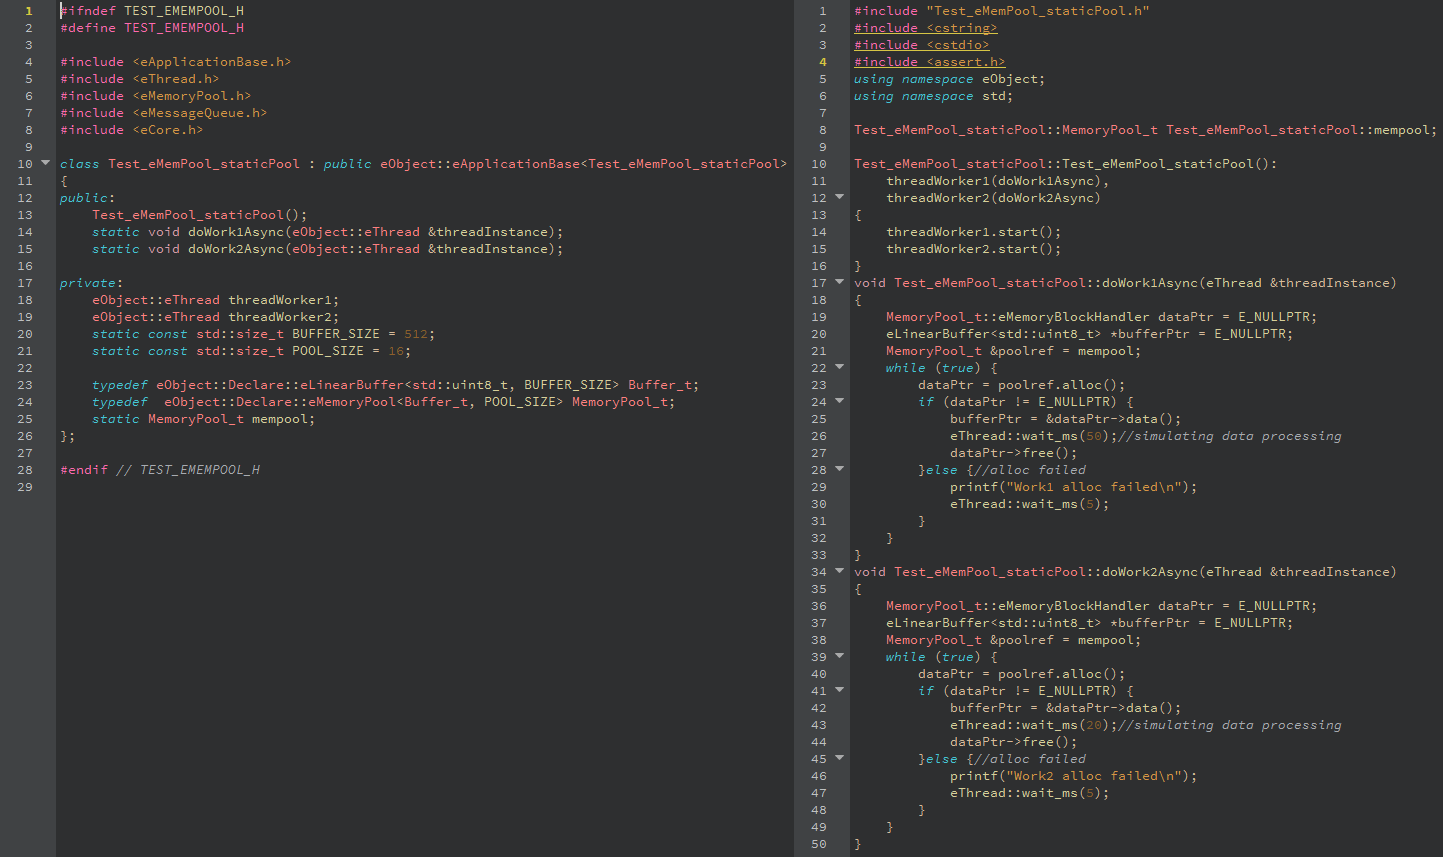 1 #ifndef TEST_EMEMPOOL_H
2 #define TEST_EMEMPOOL_H
3
4 #include <eApplicationBase.h>
5 #include <eThread.h>
6 #include <eMemoryPool.h>
7 #include <eMessageQueue.h>
8 #include <eCore.h>
9
10 class Test_eMemPool_staticPool : public eObject::eApplicationBase<Test_eMemPool_staticPool>
11 {
12 public:
13     Test_eMemPool_staticPool();
14     static void doWork1Async(eObject::eThread &threadInstance);
15     static void doWork2Async(eObject::eThread &threadInstance);
16
17 private:
18     eObject::eThread threadWorker1;
19     eObject::eThread threadWorker2;
20     static const std::size_t BUFFER_SIZE = 512;
21     static const std::size_t POOL_SIZE = 16;
22
23     typedef eObject::Declare::eLinearBuffer<std::uint8_t, BUFFER_SIZE> Buffer_t;
24     typedef  eObject::Declare::eMemoryPool<Buffer_t, POOL_SIZE> MemoryPool_t;
25     static MemoryPool_t mempool;
26 };
27
28 #endif // TEST_EMEMPOOL_H
29
1 #include "Test_eMemPool_staticPool.h"
2 #include <cstring>
3 #include <cstdio>
4 #include <assert.h>
5 using namespace eObject;
6 using namespace std;
7
8 Test_eMemPool_staticPool::MemoryPool_t Test_eMemPool_staticPool::mempool;
9
10 Test_eMemPool_staticPool::Test_eMemPool_staticPool():
11     threadWorker1(doWork1Async),
12     threadWorker2(doWork2Async)
13 {
14     threadWorker1.start();
15     threadWorker2.start();
16 }
17 void Test_eMemPool_staticPool::doWork1Async(eThread &threadInstance)
18 {
19     MemoryPool_t::eMemoryBlockHandler dataPtr = E_NULLPTR;
20     eLinearBuffer<std::uint8_t> *bufferPtr = E_NULLPTR;
21     MemoryPool_t &poolref = mempool;
22     while (true) {
23         dataPtr = poolref.alloc();
24         if (dataPtr != E_NULLPTR) {
25             bufferPtr = &dataPtr->data();
26             eThread::wait_ms(50);//simulating data processing
27             dataPtr->free();
28         }else {//alloc failed
29             printf("Work1 alloc failed\n");
30             eThread::wait_ms(5);
31         }
32     }
33 }
34 void Test_eMemPool_staticPool::doWork2Async(eThread &threadInstance)
35 {
36     MemoryPool_t::eMemoryBlockHandler dataPtr = E_NULLPTR;
37     eLinearBuffer<std::uint8_t> *bufferPtr = E_NULLPTR;
38     MemoryPool_t &poolref = mempool;
39     while (true) {
40         dataPtr = poolref.alloc();
41         if (dataPtr != E_NULLPTR) {
42             bufferPtr = &dataPtr->data();
43             eThread::wait_ms(20);//simulating data processing
44             dataPtr->free();
45         }else {//alloc failed
46             printf("Work2 alloc failed\n");
47             eThread::wait_ms(5);
48         }
49     }
50 }